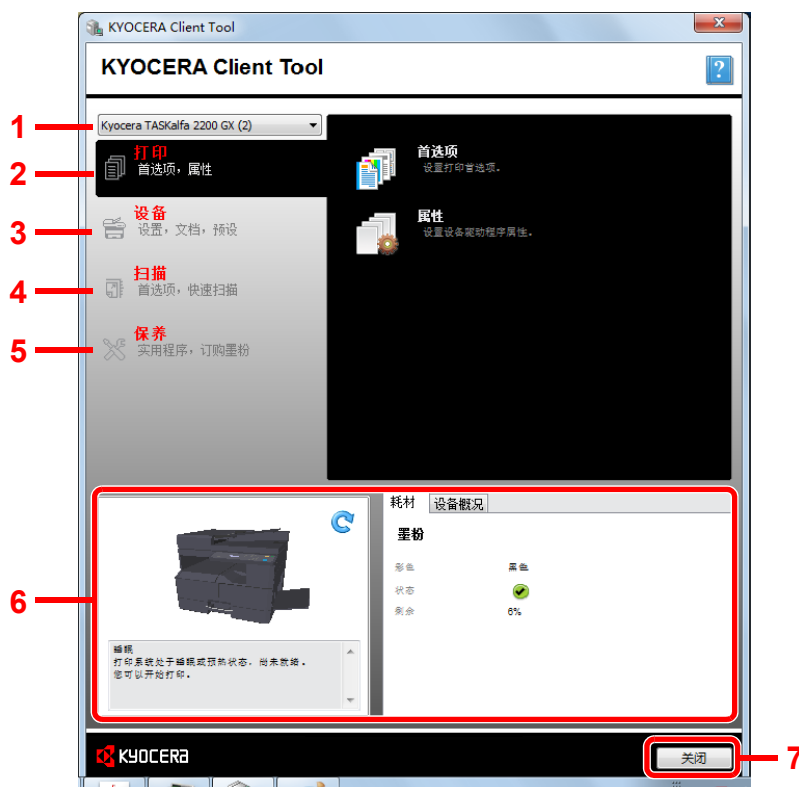 KYOCERA Client Tool
KYOCERA Client Tool
?
1
Kyocera TASKalfa 2200 GX (2)
2
打印
首选项，属性
3
设备
设置，文档，预设
4
扫描
首选项，快速扫描
5
保养
实用程序，订购墨粉
首选项
设置打印首选项。
属性
设置设备驱动程序属性。
6
睡眠
打印系统处于睡眠或预热状态，尚未就绪。
您可以开始打印。
耗材 设备概况
墨粉
彩色 黑色
状态
剩余 6%
KYOCERA
关闭
7